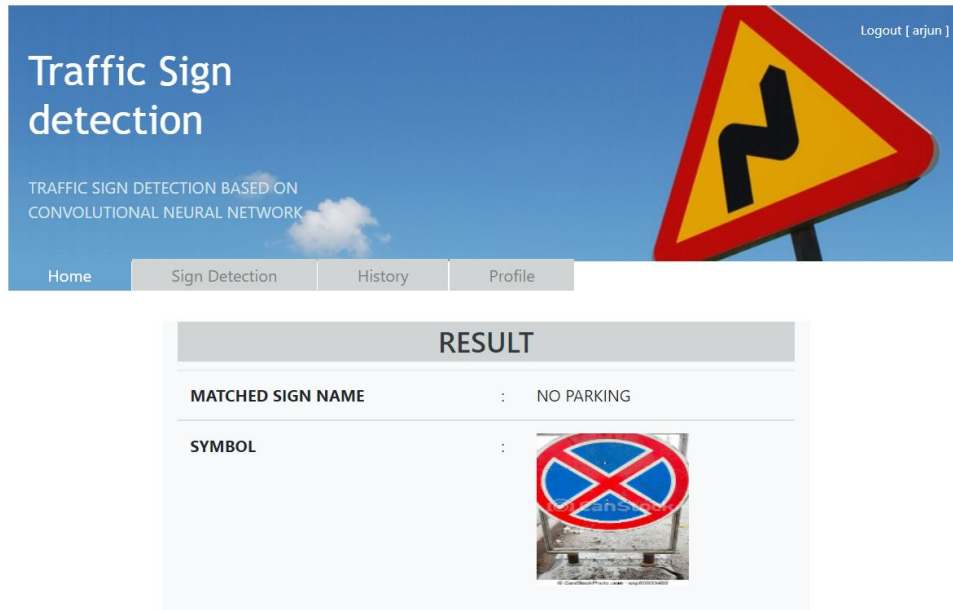 Logout [ arjun ]
Traffic Sign
detection
TRAFFIC SIGN DETECTION BASED ON
CONVOLUTIONAL NEURAL NETWORK
Home Sign Detection History Profile
RESULT
MATCHED SIGN NAME : NO PARKING
SYMBOL :
CanStock